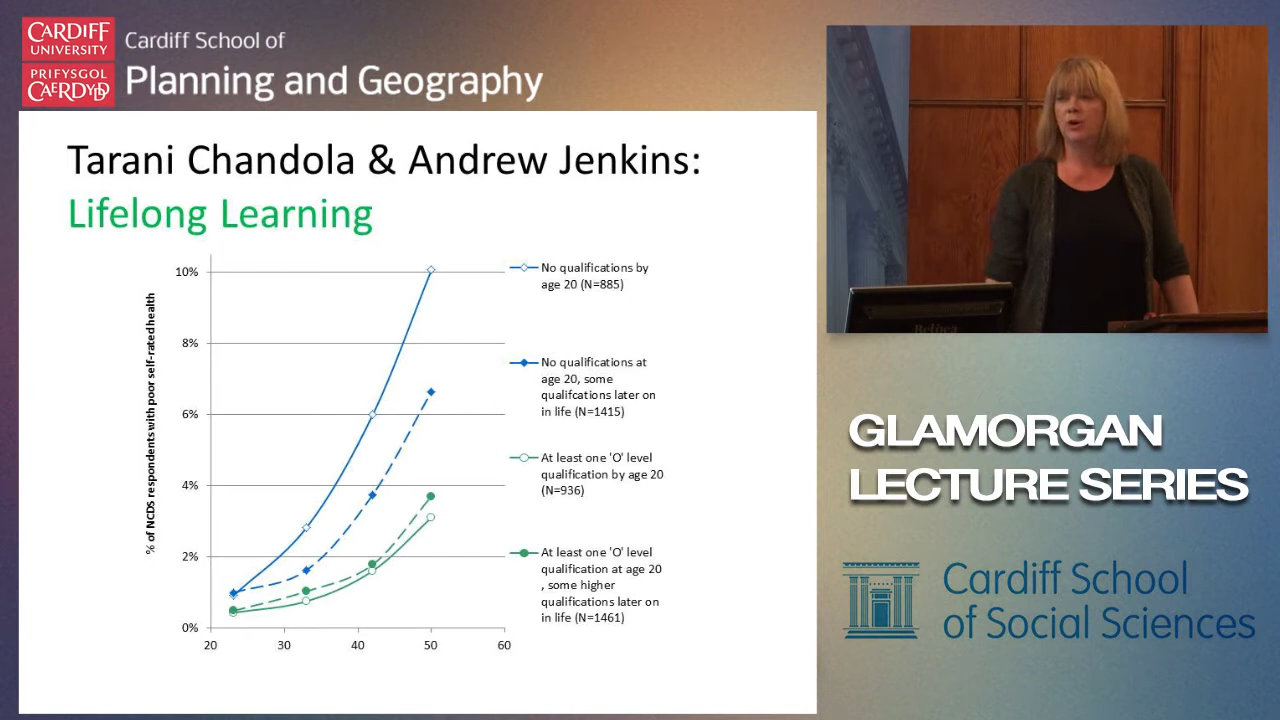 CARDIFF
UNIVERSITY
PRIFYSGOL
CAERDYDD
Cardiff School of
Planning and Geography
Tarani Chandola & Andrew Jenkins:
Lifelong Learning
% of NCDS respondents with poor self-rated health
10%
8%
6%
4%
2%
0%
20
30
40
50
60
No qualifications by
age 20 (N=885)
No qualifications at
age 20, some
qualifcations later on
in life (N=1415)
At least one 'O' level
qualification by age 20
(N=936)
At least one 'O' level
qualification at age 20
, some higher
qualifications later on
in life (N=1461)
GLAMORGAN
LECTURE SERIES
Cardiff School
of Social Sciences